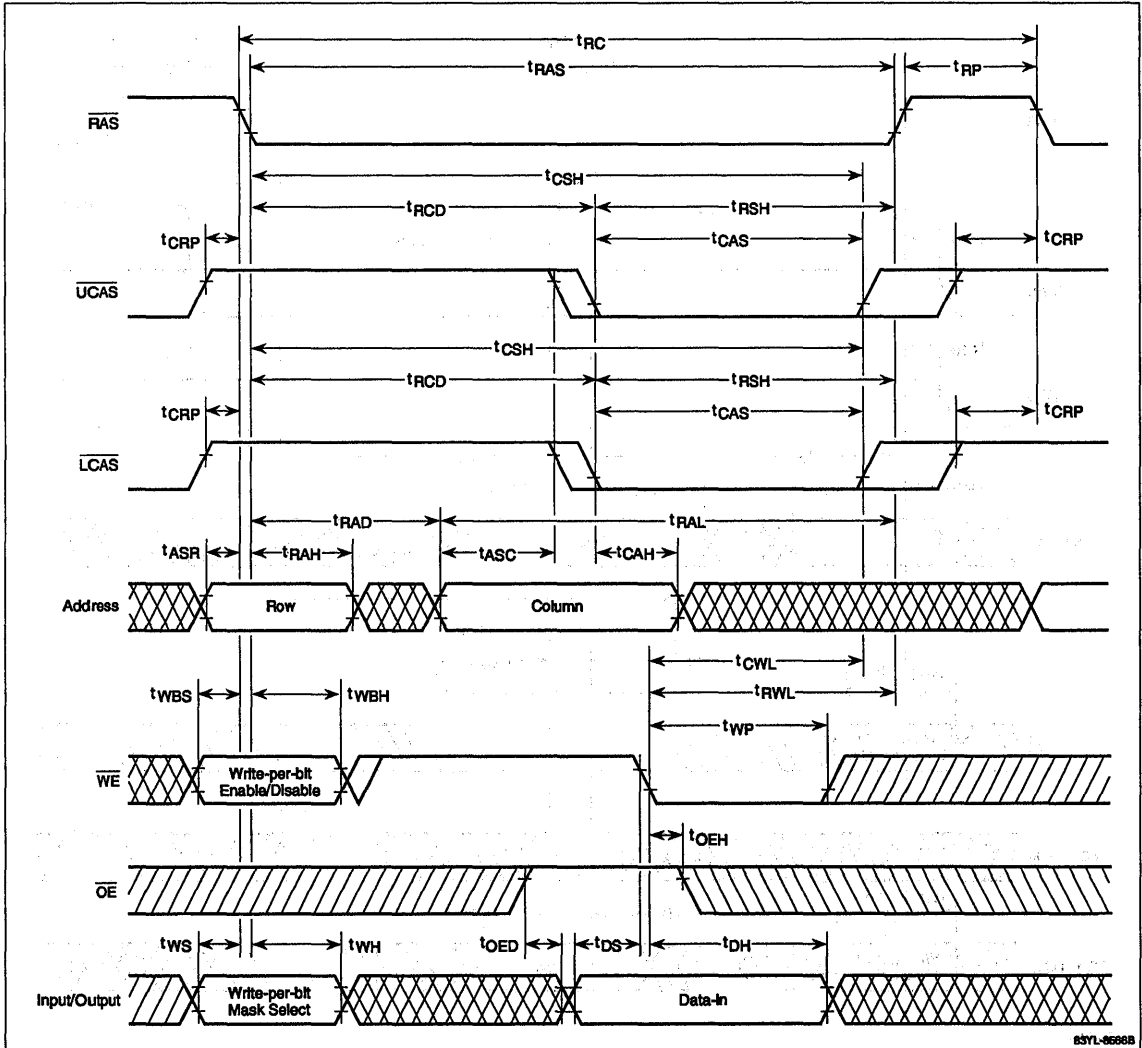 tRC
tRAS
tRP
RAS
tCSH
tRCD
tRSH
tCRP
tCAS
tCRP
UCAS
tCSH
tRCD
tRSH
tCRP
tCAS
tCRP
LCAS
tRAD
tRAL
tASR
tRAH
tASC
tCAH
Address
Row
Column
tCWL
tWBS
tWBH
tRWL
tWP
WE
Write-per-bit
Enable/Disable
tOEH
OE
tWS
tWH
tOED
tDS
tDH
Input/Output
Write-per-bit
Mask Select
Data-In
83YL-8568B